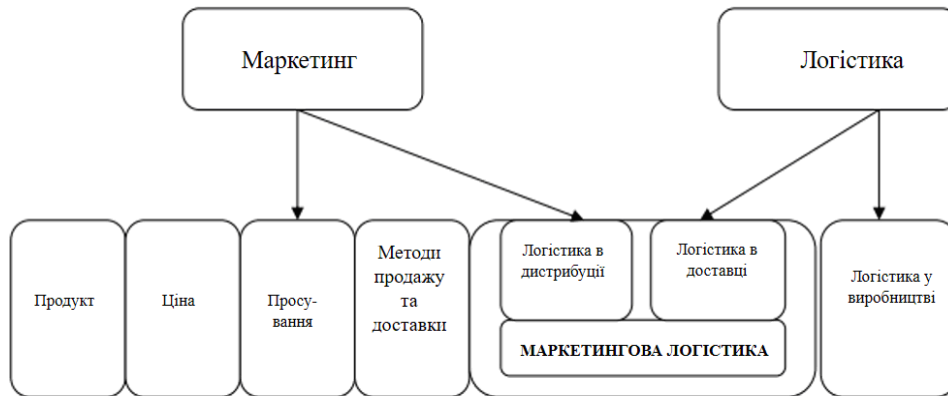 Маркетинг
Логістика
Продукт
Ціна
Просу-
вання
Методи
продажу
та
доставки
Логістика в
дистрибуції
Логістика в
доставці
МАРКЕТИНГОВА ЛОГІСТИКА
Логістика у
виробництві